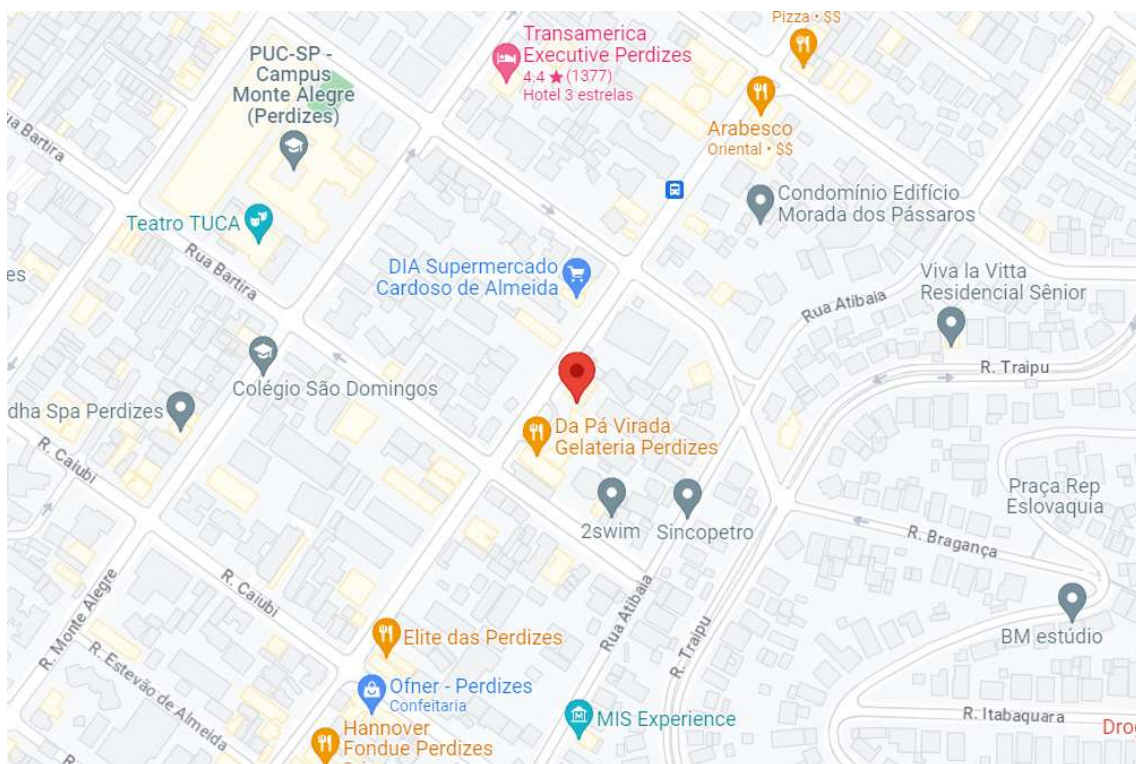 Pizza • $$
Transamerica
Executive Perdizes
4.4 ★ (1377)
Hotel 3 estrelas
PUC-SP -
Campus
Monte Alegre
(Perdizes)
Rua Bartira
Arabesco
Oriental • $$
Condomínio Edifício
Morada dos Pássaros
Teatro TUCA
Rua Bartira
DIA Supermercado
Cardoso de Almeida
es
Viva la Vitta
Residencial Sênior
Rua Atibaia
R. Traipu
Colégio São Domingos
dha Spa Perdizes
Da Pá Virada
Gelateria Perdizes
R. Caiubi
Praça Rep
Eslovaquia
2swim
Sincopetro
R. Bragança
R. Caiubi
R. Monte Alegre
Rua Atibaia
R. Traipu
BM estúdio
Elite das Perdizes
R. Estevão de Almeida
Ofner - Perdizes
Confeitaria
MIS Experience
R. Itabaquara
Drog
Hannover
Fondue Perdizes